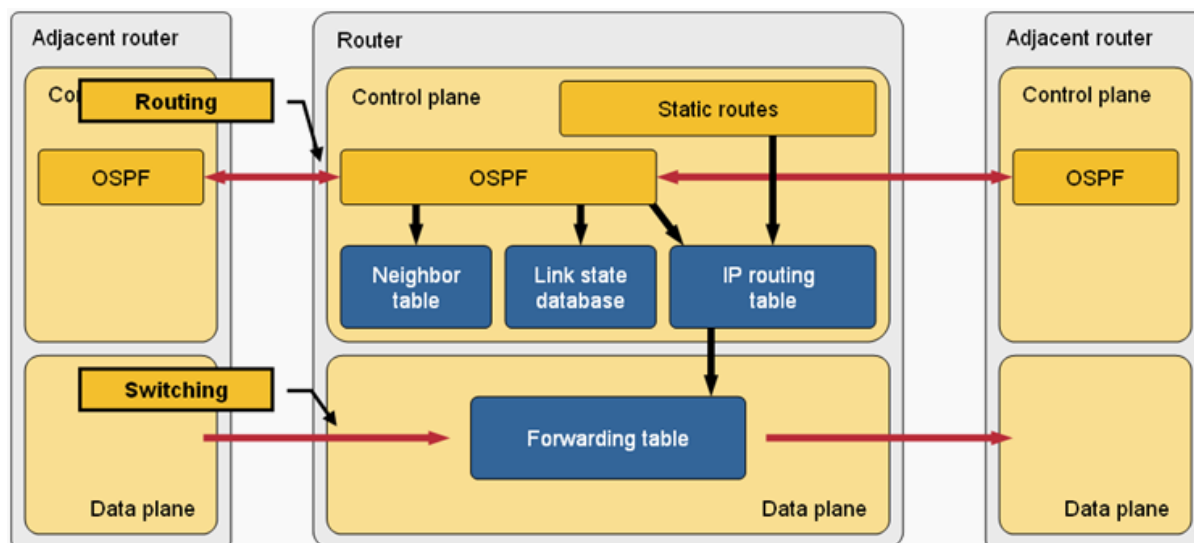 Adjacent router
Router
Adjacent router
Co
Routing
Control plane
Static routes
Control plane
OSPF
OSPF
OSPF
Neighbor
table
Link state
database
IP routing
table
Switching
Forwarding table
Data plane
Data plane
Data plane